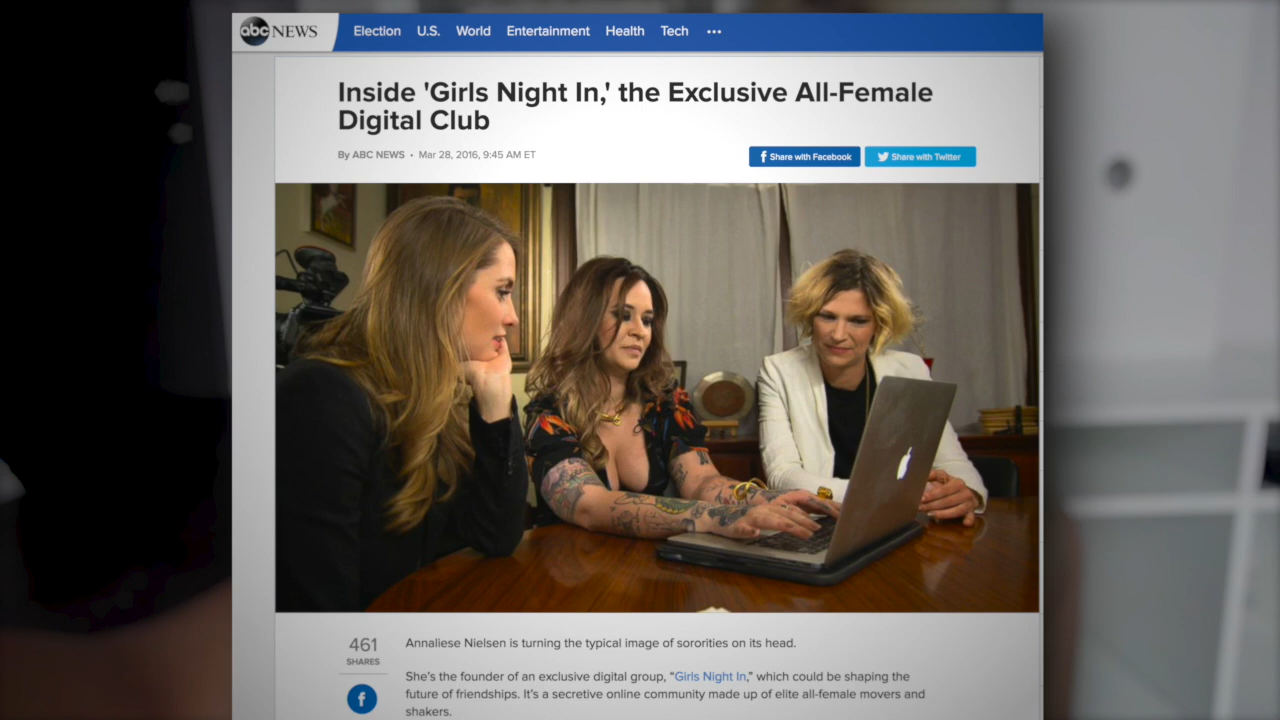 abc NEWS
Election U.S. World Entertainment Health Tech ...
Inside 'Girls Night In,' the Exclusive All-Female
Digital Club
By ABC NEWS • Mar 28, 2016, 9:45 AM ET
f Share with Facebook Share with Twitter
461
SHARES
f
Annaliese Nielsen is turning the typical image of sororities on its head.
She's the founder of an exclusive digital group, "Girls Night In," which could be shaping the
future of friendships. It's a secretive online community made up of elite all-female movers and
shakers.